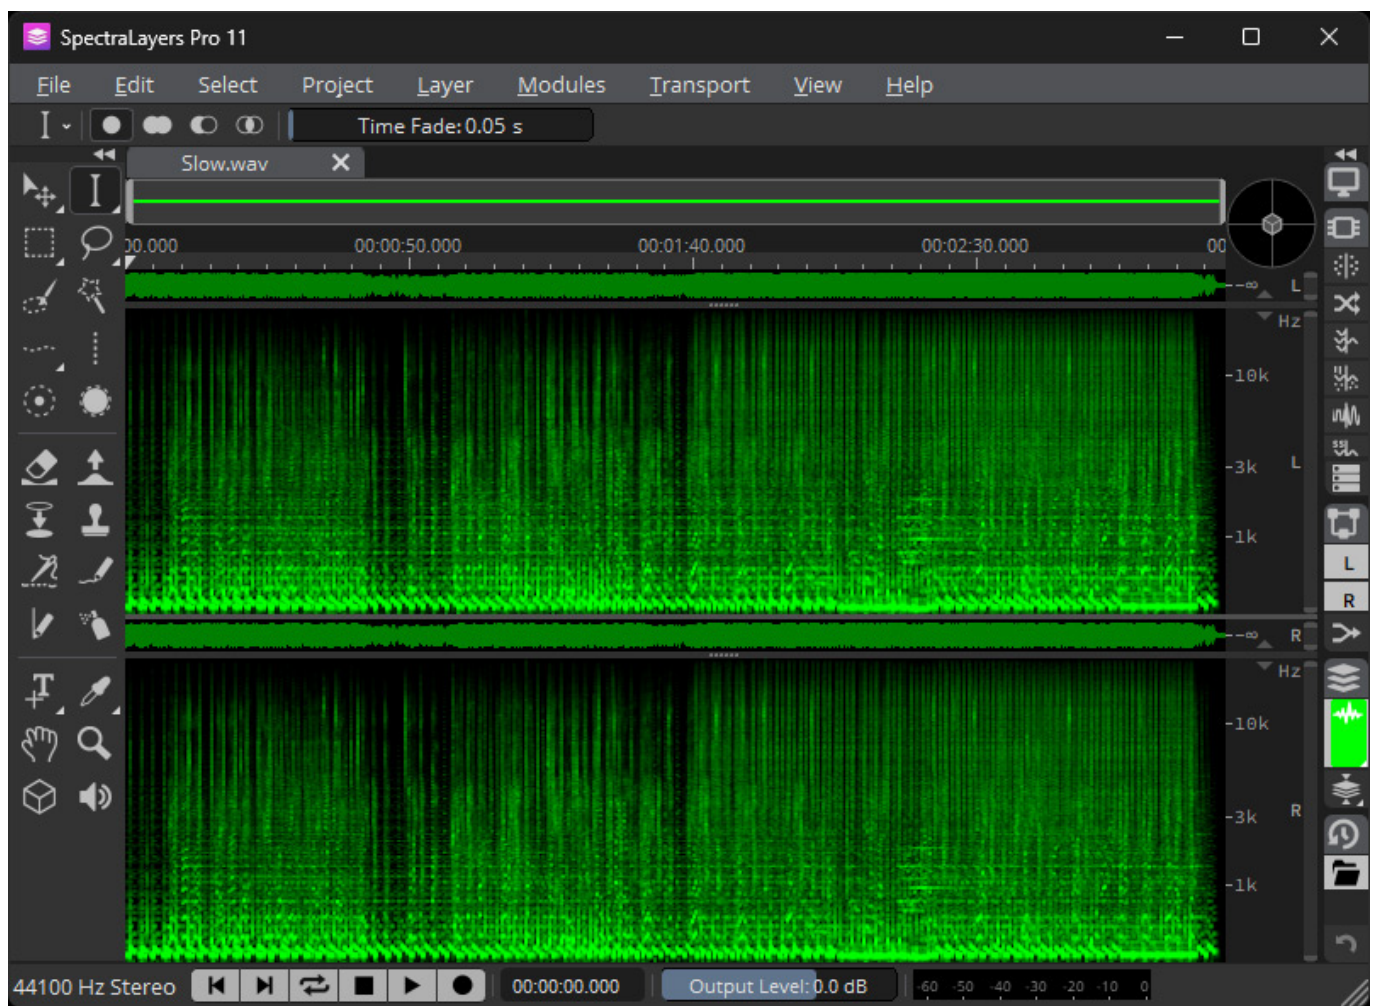 SpectraLayers Pro 11
File Edit Select Project Layer Modules Transport View Help
Time Fade: 0.05 s
Slow.wav
00.000 00:00:50.000 00:01:40.000 00:02:30.000 00
--∞ L
Hz
-10k
-3k L
-1k
L
R
--∞ R
Hz
-10k
-3k R
-1k
44100 Hz Stereo 00:00:00.000 Output Level: 0.0 dB -60 -50 -40 -30 -20 -10 0